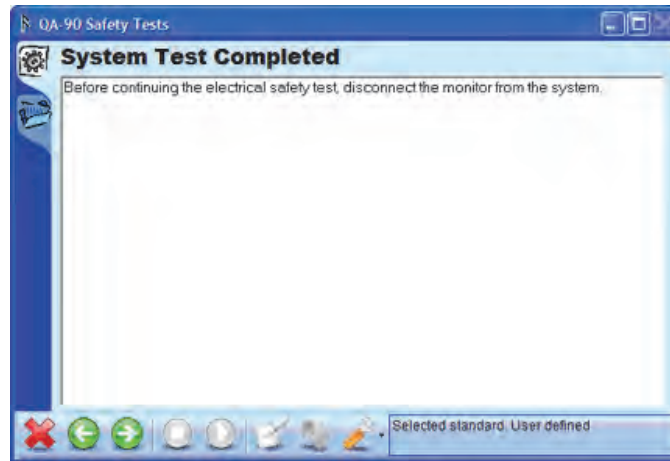 QA-90 Safety Tests
System Test Completed
Before continuing the electrical safety test, disconnect the monitor from the system.
Selected standard. User defined